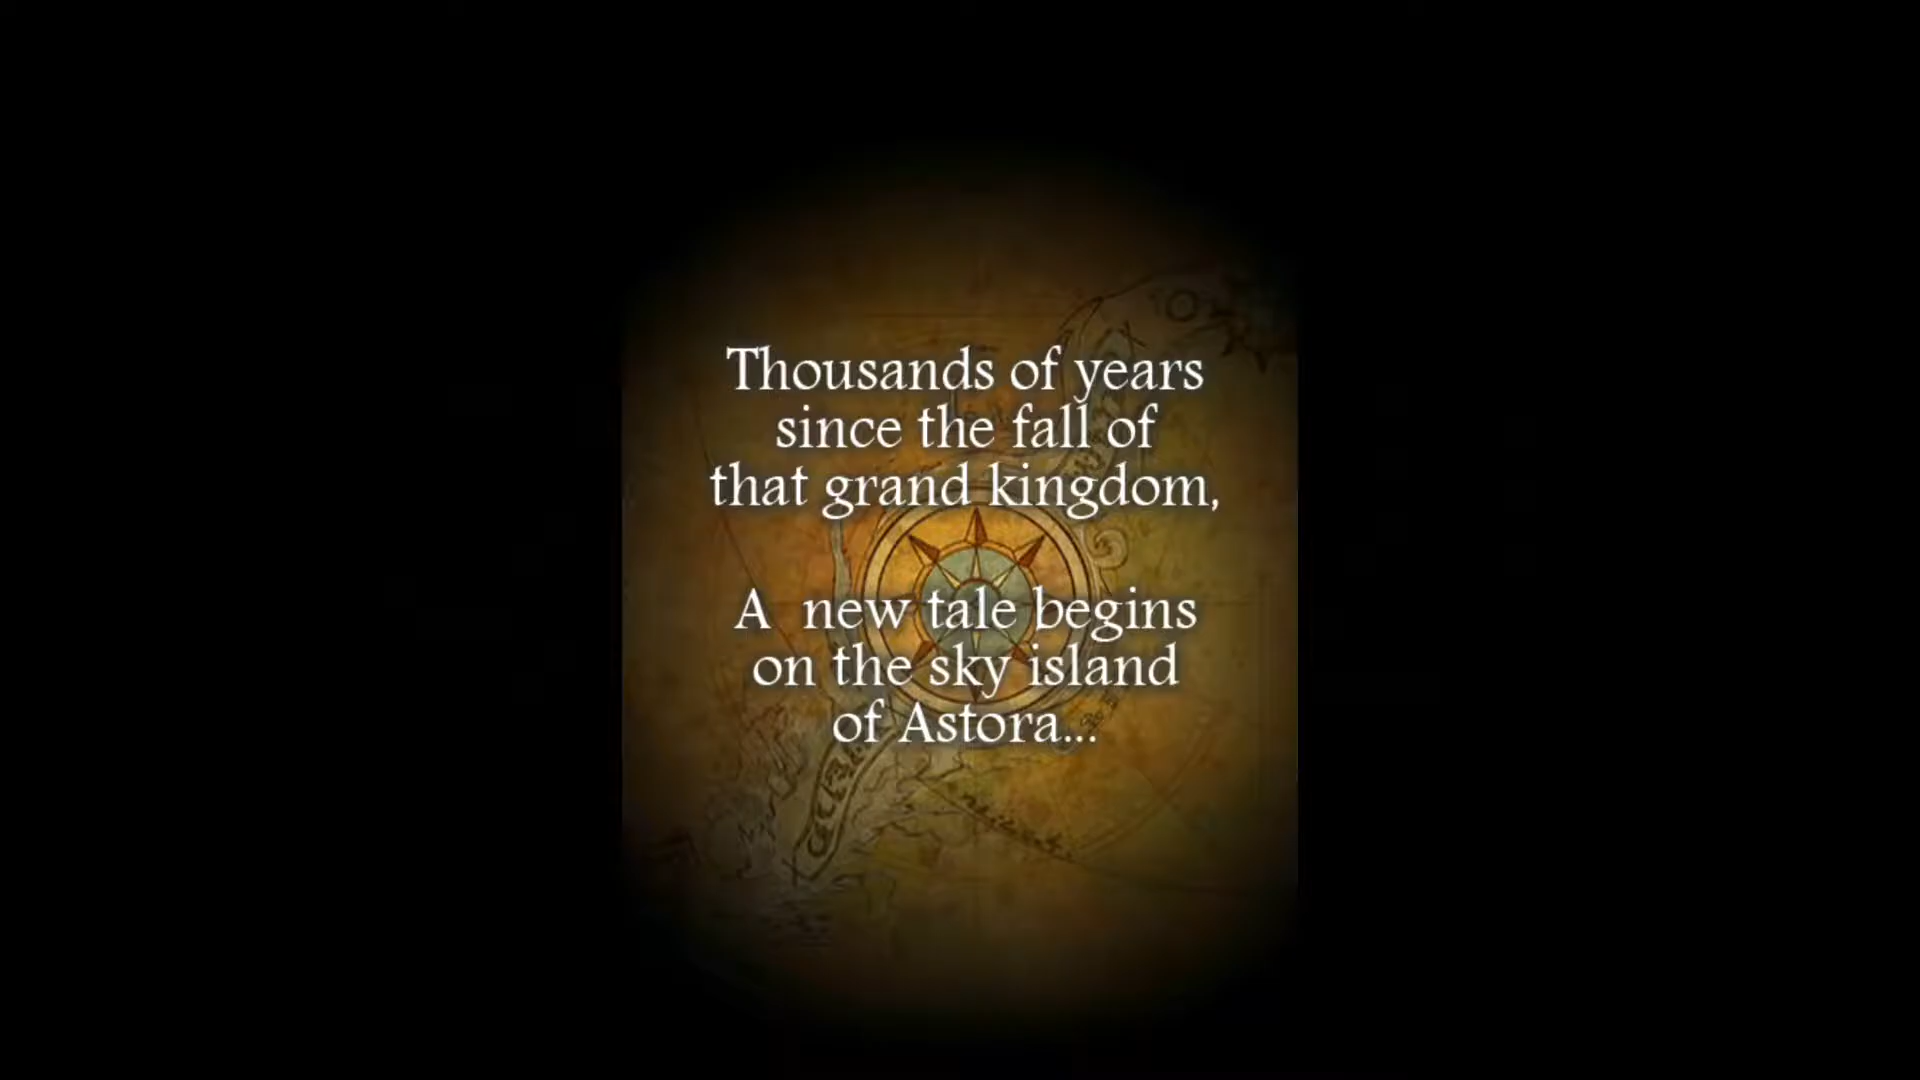 Thousands of years
since the fall of
that grand kingdom,
A new tale begins
on the sky island
of Astora...